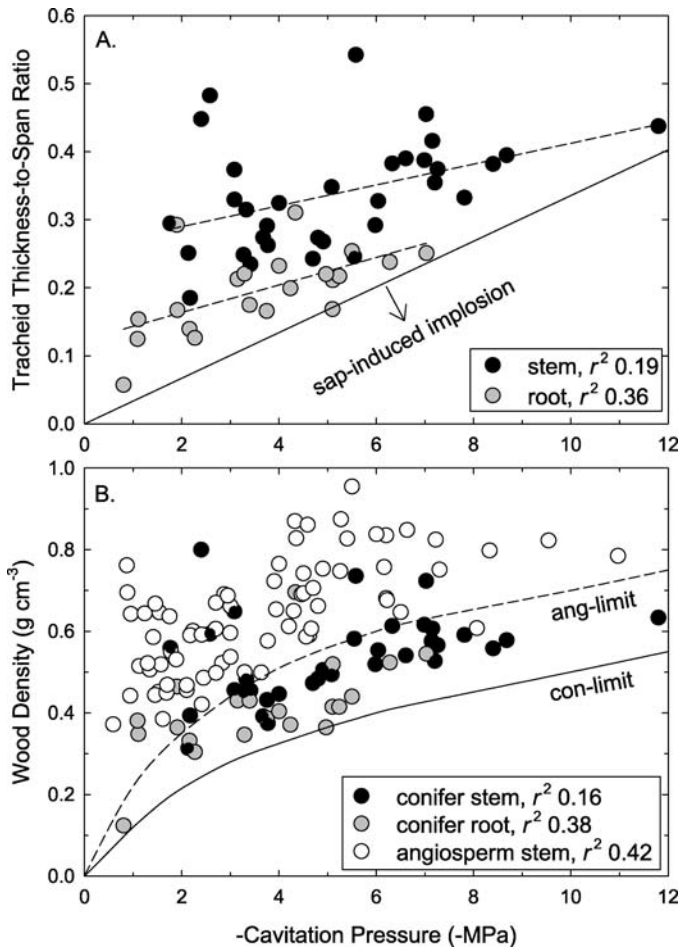 A.
Tracheid Thickness-to-Span Ratio
0.6
0.5
0.4
0.3
0.2
0.1
0.0
sap-induced implosion
stem, r² 0.19
root, r² 0.36
0 2 4 6 8 10 12
B.
Wood Density (g cm⁻³)
1.0
0.8
0.6
0.4
0.2
0.0
ang-limit
con-limit
conifer stem, r² 0.16
conifer root, r² 0.38
angiosperm stem, r² 0.42
0 2 4 6 8 10 12
-Cavitation Pressure (-MPa)